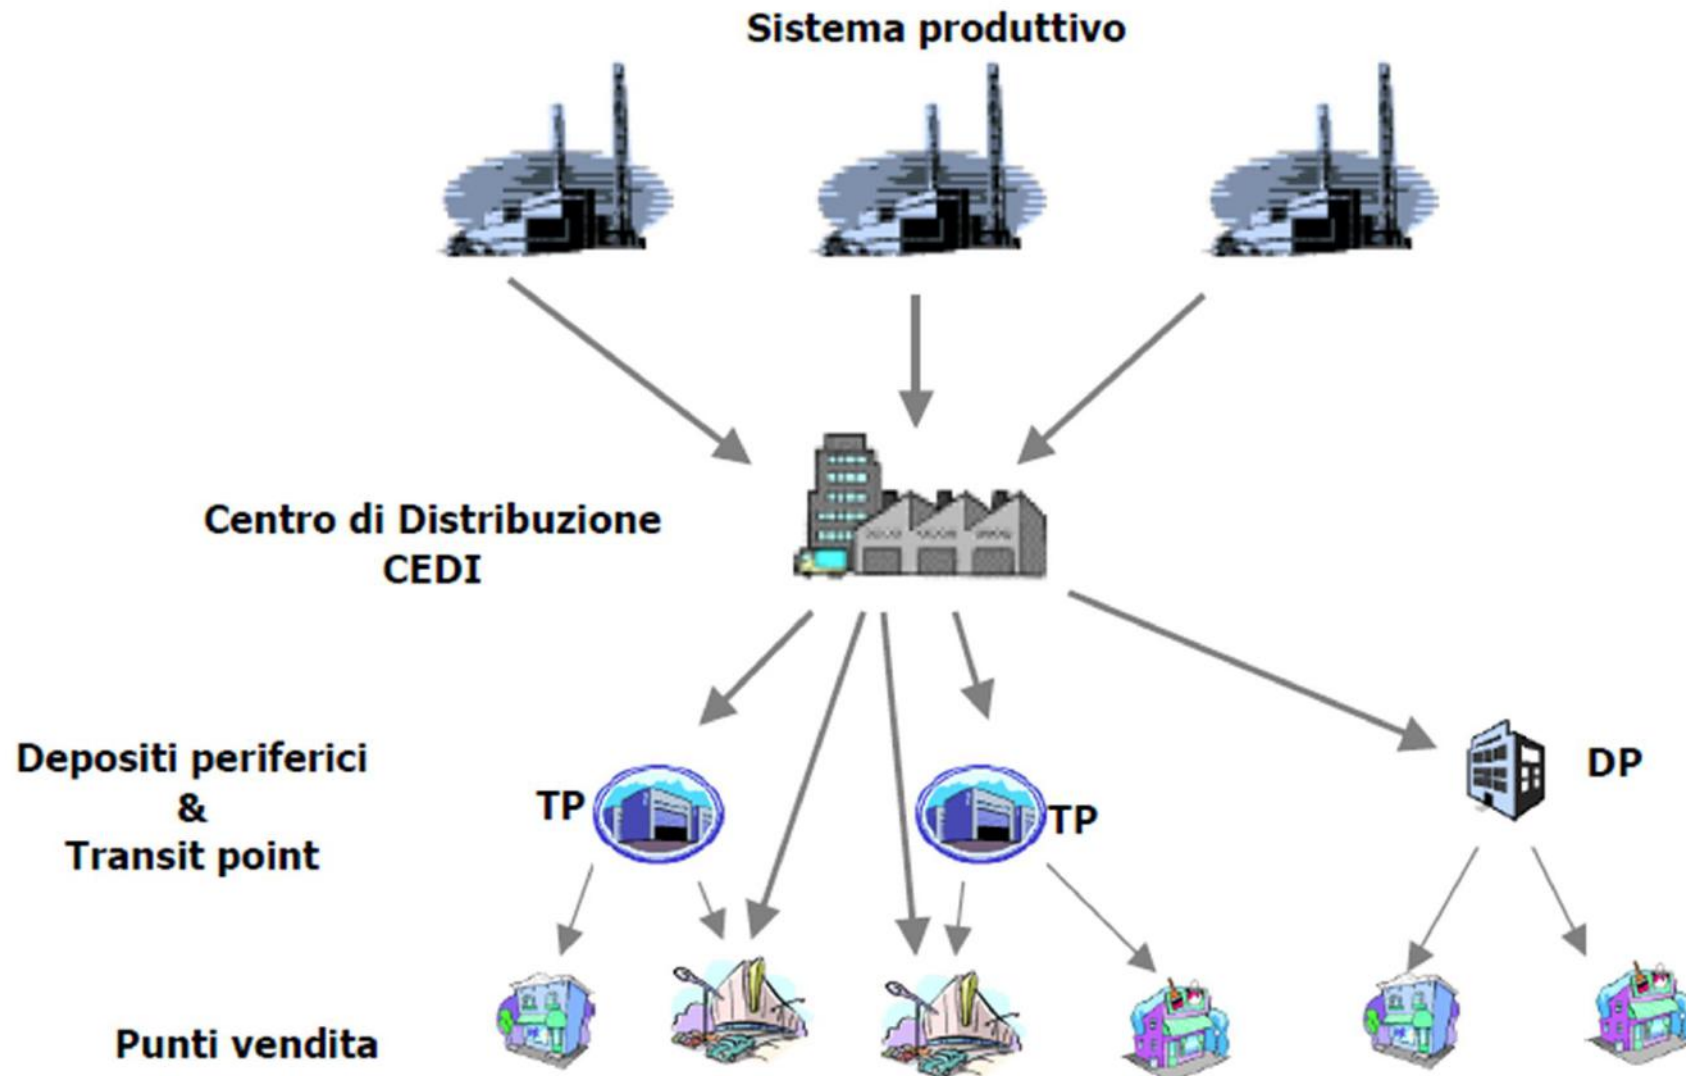 Sistema produttivo
Centro di Distribuzione
CEDI
Depositi periferici
&
Transit point
TP
TP
DP
Punti vendita